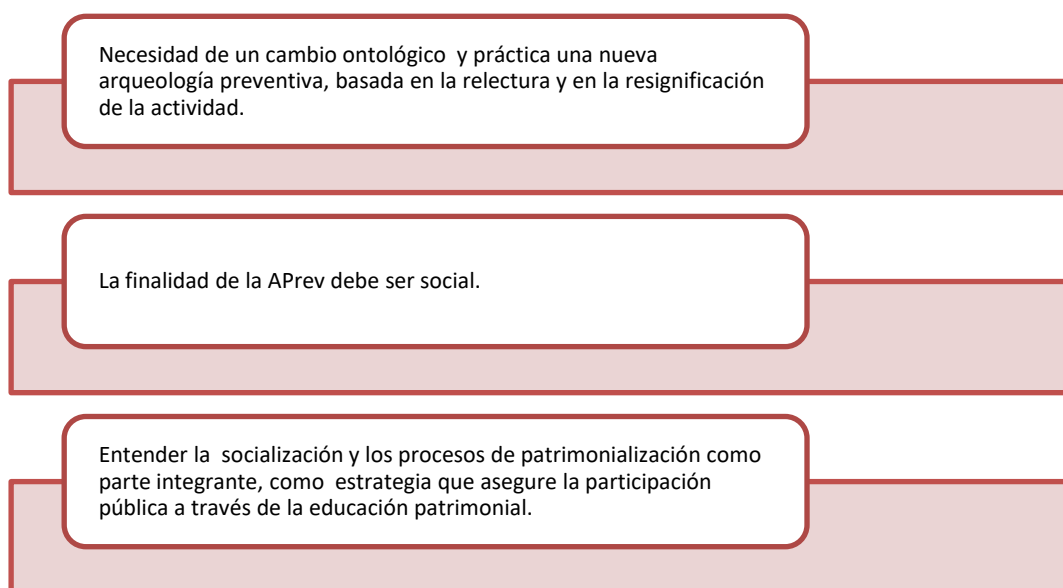 Necesidad de un cambio ontológico  y práctica una nueva
arqueología preventiva, basada en la relectura y en la resignificación
de la actividad.
La finalidad de la APrev debe ser social.
Entender la  socialización y los procesos de patrimonialización como
parte integrante, como  estrategia que asegure la participación
pública a través de la educación patrimonial.